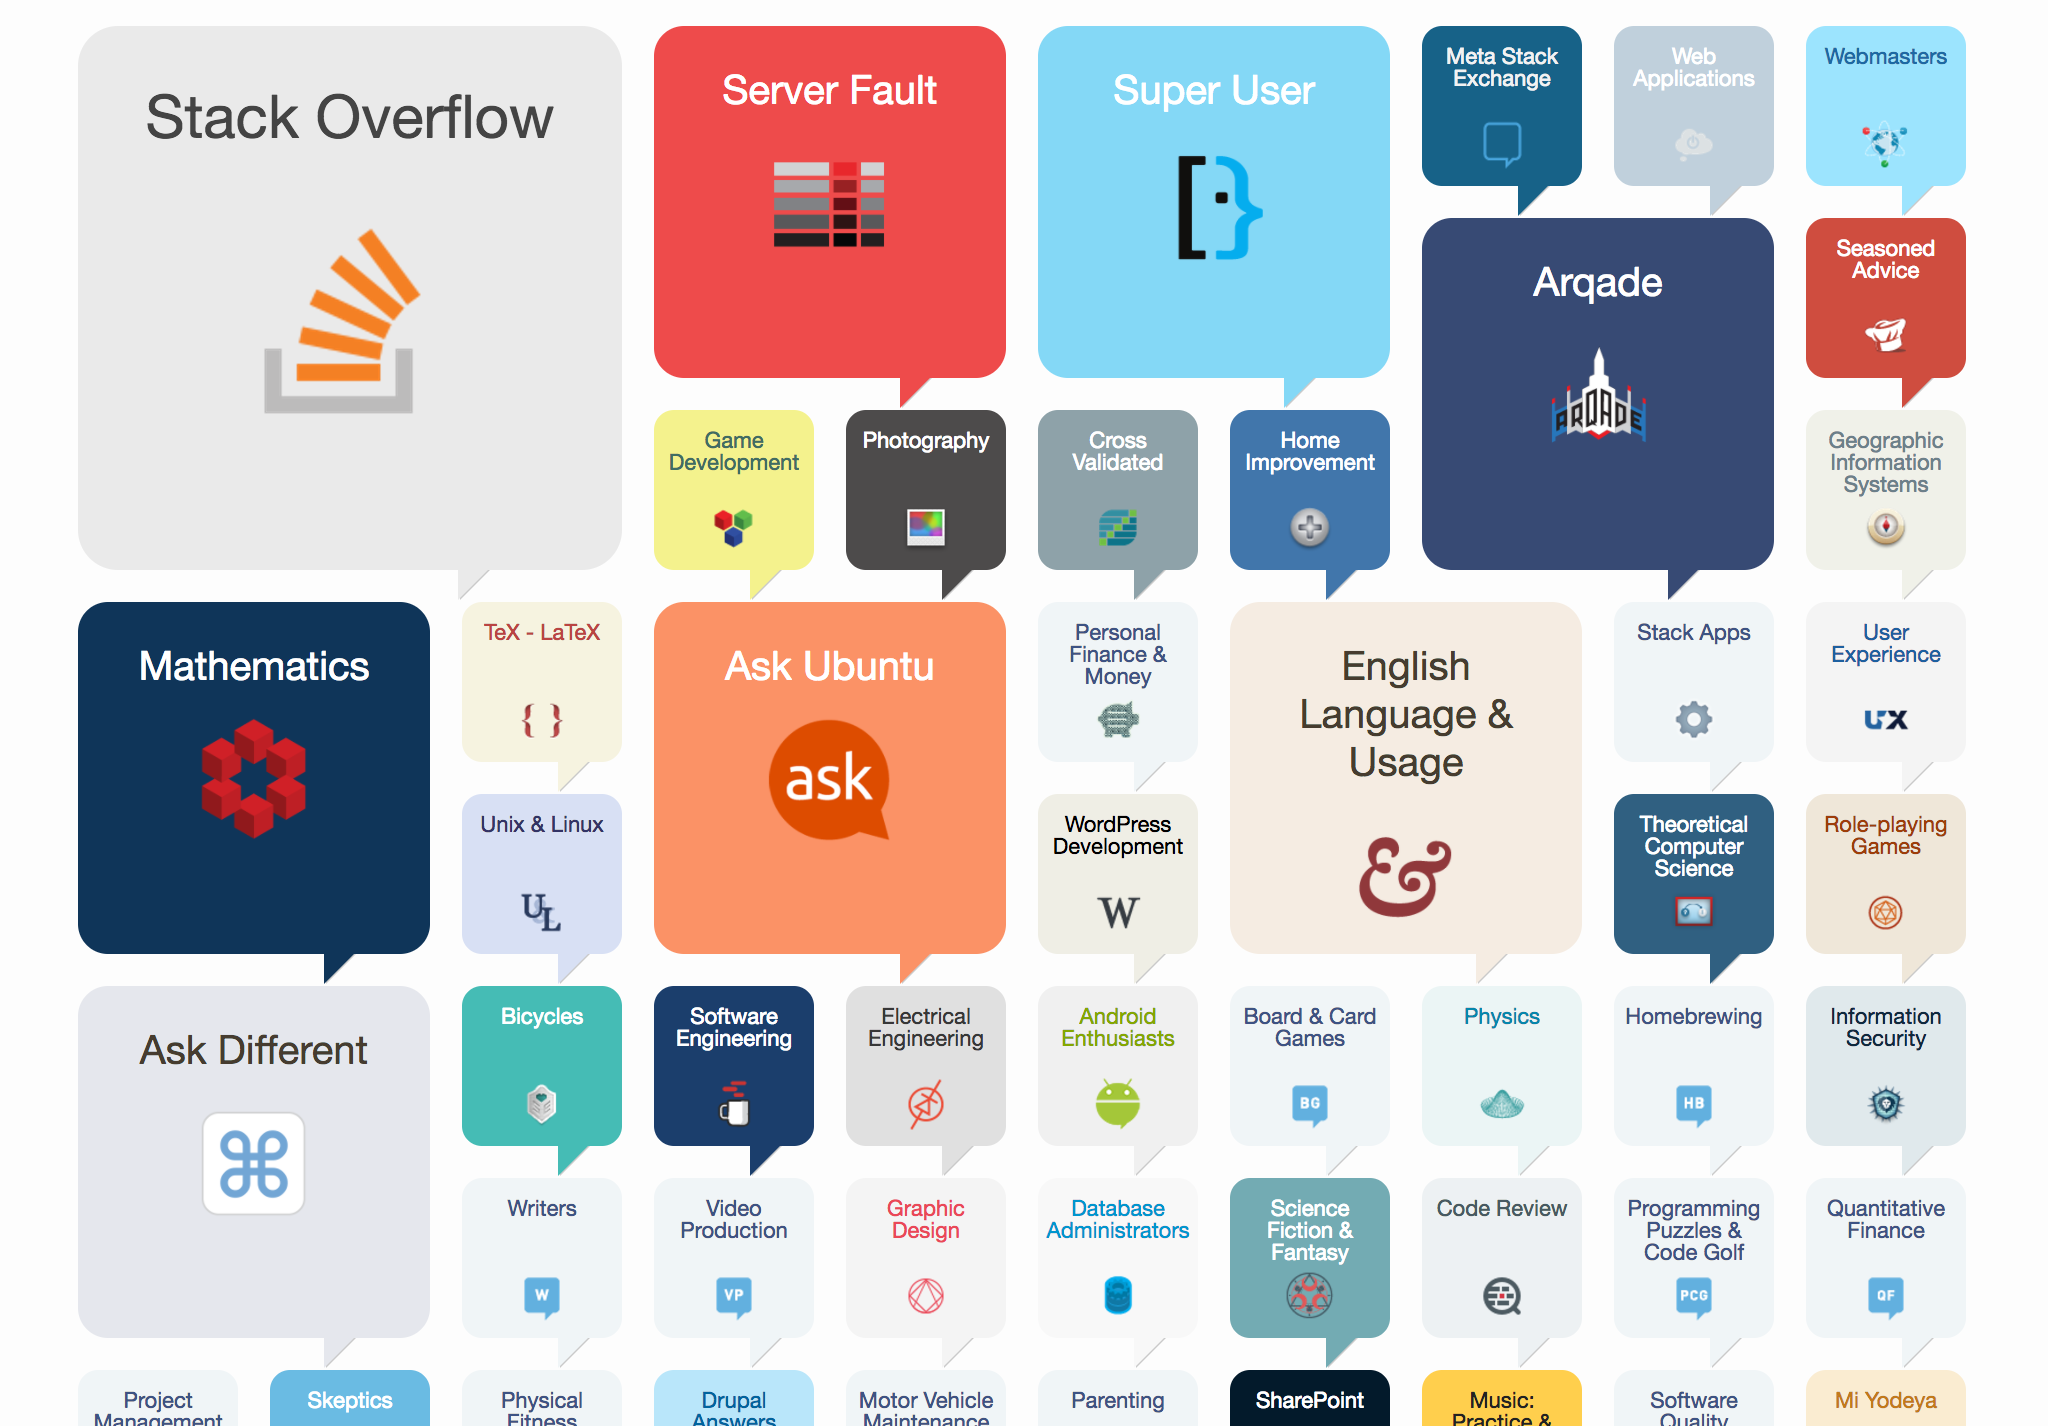 Stack Overflow
Server Fault
Super User
Meta Stack
Exchange
Web
Applications
Webmasters
Arqade
ARQADE
Seasoned
Advice
Game
Development
Photography
Cross
Validated
Home
Improvement
Geographic
Information
Systems
Mathematics
TeX - LaTeX
{ }
Ask Ubuntu
ask
Personal
Finance &
Money
English
Language &
Usage
&
Stack Apps
User
Experience
UX
Unix & Linux
UL
WordPress
Development
W
Theoretical
Computer
Science
Role-playing
Games
Ask Different
Bicycles
Software
Engineering
Electrical
Engineering
Android
Enthusiasts
Board & Card
Games
BG
Physics
Homebrewing
HB
Information
Security
Writers
W
Video
Production
VP
Graphic
Design
Database
Administrators
Science
Fiction &
Fantasy
Code Review
Programming
Puzzles &
Code Golf
PCG
Quantitative
Finance
QF
Project
Management
Skeptics
Physical
Fitness
Drupal
Answers
Motor Vehicle
Maintenance
Parenting
SharePoint
Music:
Practice &
Software
Quality
Mi Yodeya